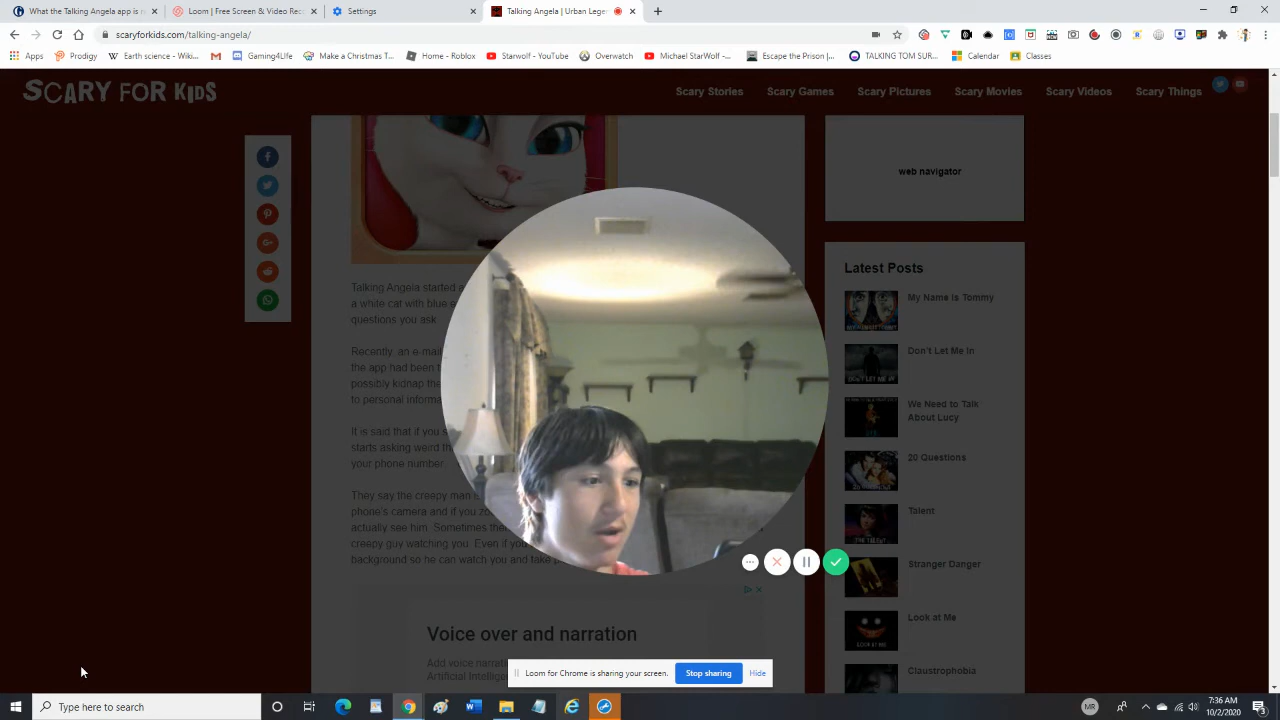 What the Talking Angela app is r
Loom | Free Screen & Video Rec
Settings
Talking Angela | Urban Lege
scaryforkids.com/talking-angela/
Apps
Prodigy
Earth science - Wiki...
Gaming4Life
Make a Christmas T...
Home - Roblox
Starwolf - YouTube
Overwatch
Michael StarWolf -...
Escape the Prison |...
TALKING TOM SUR...
Calendar
Classes
SCARY FOR KIDS
Scary Stories
Scary Games
Scary Pictures
Scary Movies
Scary Videos
Scary Things
web navigator
Talking Angela started a
a white cat with blue e
questions you ask
Recently, an e-mai
the app had been
possibly kidnap the
to personal informa
It is said that if you s
starts asking weird th
your phone number.
They say the creepy man
phone's camera and if you zo
actually see him. Sometimes the
creepy guy watching you. Even if you
background so he can watch you and take p
Latest Posts
My Name is Tommy
Don't Let Me In
We Need to Talk
About Lucy
20 Questions
Talent
Stranger Danger
Look at Me
Claustrophobia
Voice over and narration
Add voice narrati
Artificial Intellige
Loom for Chrome is sharing your screen.
Stop sharing
Hide
Type here to search
MR
7:36 AM
10/2/2020